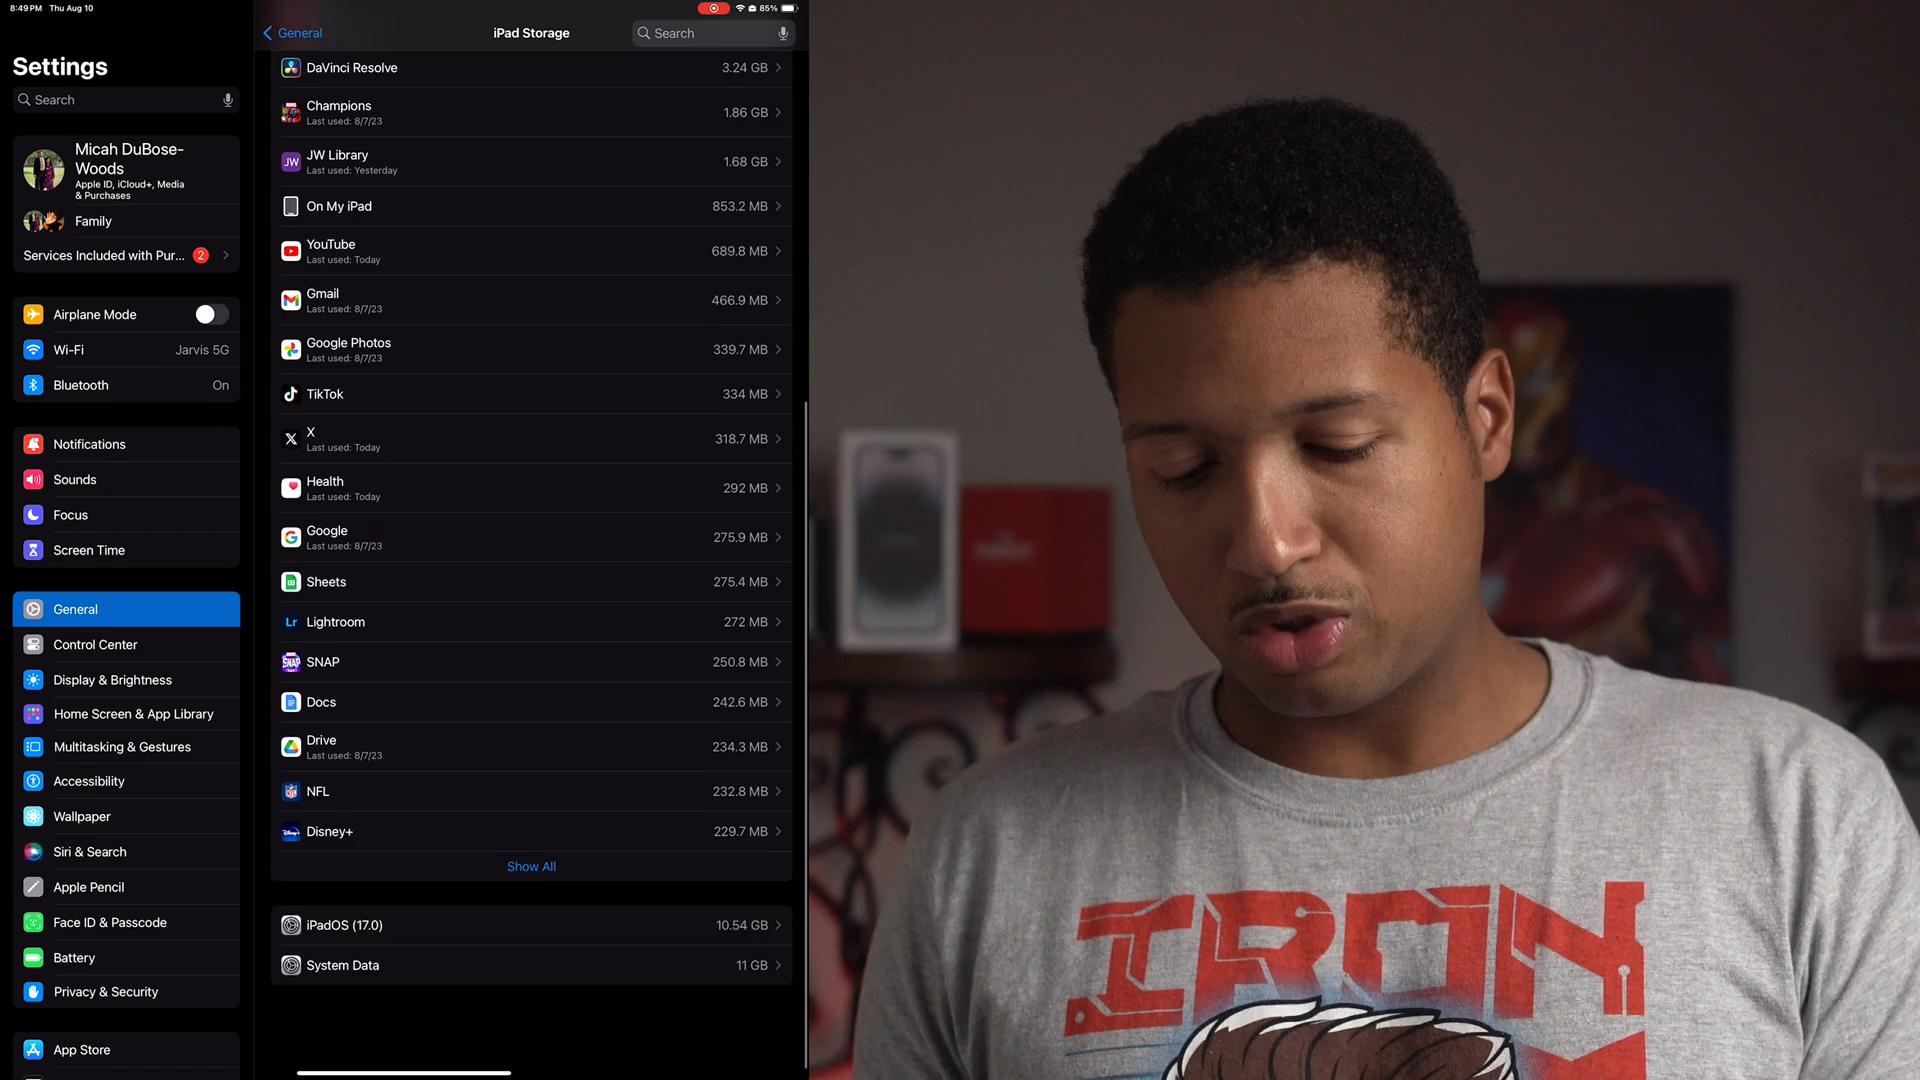 8:49 PM Thu Aug 10
85%
Settings
Search
Micah DuBose-
Woods
Apple ID, iCloud+, Media
& Purchases
Family
Services Included with Pur... 2
Airplane Mode
Wi-Fi Jarvis 5G
Bluetooth On
Notifications
Sounds
Focus
Screen Time
General
Control Center
Display & Brightness
Home Screen & App Library
Multitasking & Gestures
Accessibility
Wallpaper
Siri & Search
Apple Pencil
Face ID & Passcode
Battery
Privacy & Security
App Store
General iPad Storage Search
DaVinci Resolve 3.24 GB
Champions 1.86 GB
Last used: 8/7/23
JW JW Library 1.68 GB
Last used: Yesterday
On My iPad 853.2 MB
YouTube 689.8 MB
Last used: Today
Gmail 466.9 MB
Last used: 8/7/23
Google Photos 339.7 MB
Last used: 8/7/23
TikTok 334 MB
X 318.7 MB
Last used: Today
Health 292 MB
Last used: Today
Google 275.9 MB
Last used: 8/7/23
Sheets 275.4 MB
Lr Lightroom 272 MB
SNAP SNAP 250.8 MB
Docs 242.6 MB
Drive 234.3 MB
Last used: 8/7/23
NFL 232.8 MB
Disney+ 229.7 MB
Show All
iPadOS (17.0) 10.54 GB
System Data 11 GB
IRON